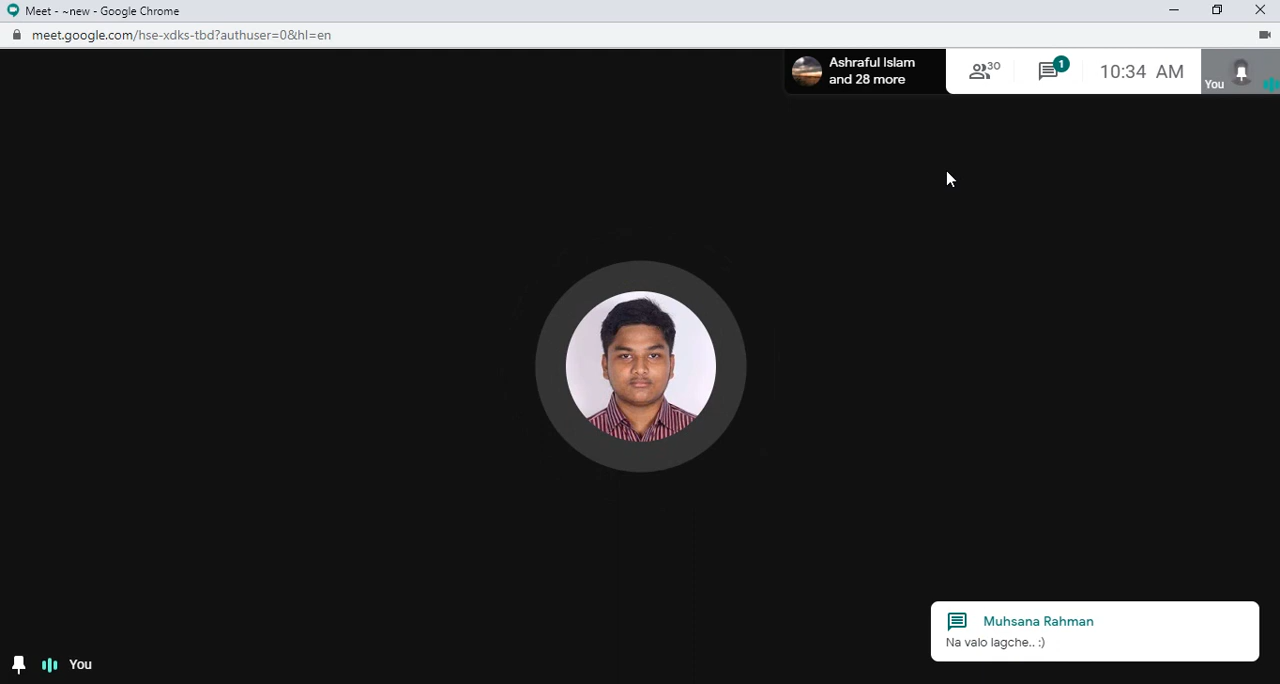 Meet - ~new - Google Chrome
meet.google.com/hse-xdks-tbd?authuser=0&hl=en
Ashraful Islam
and 28 more
30
1
10:34 AM
You
Muhsana Rahman
Na valo lagche.. :)
You